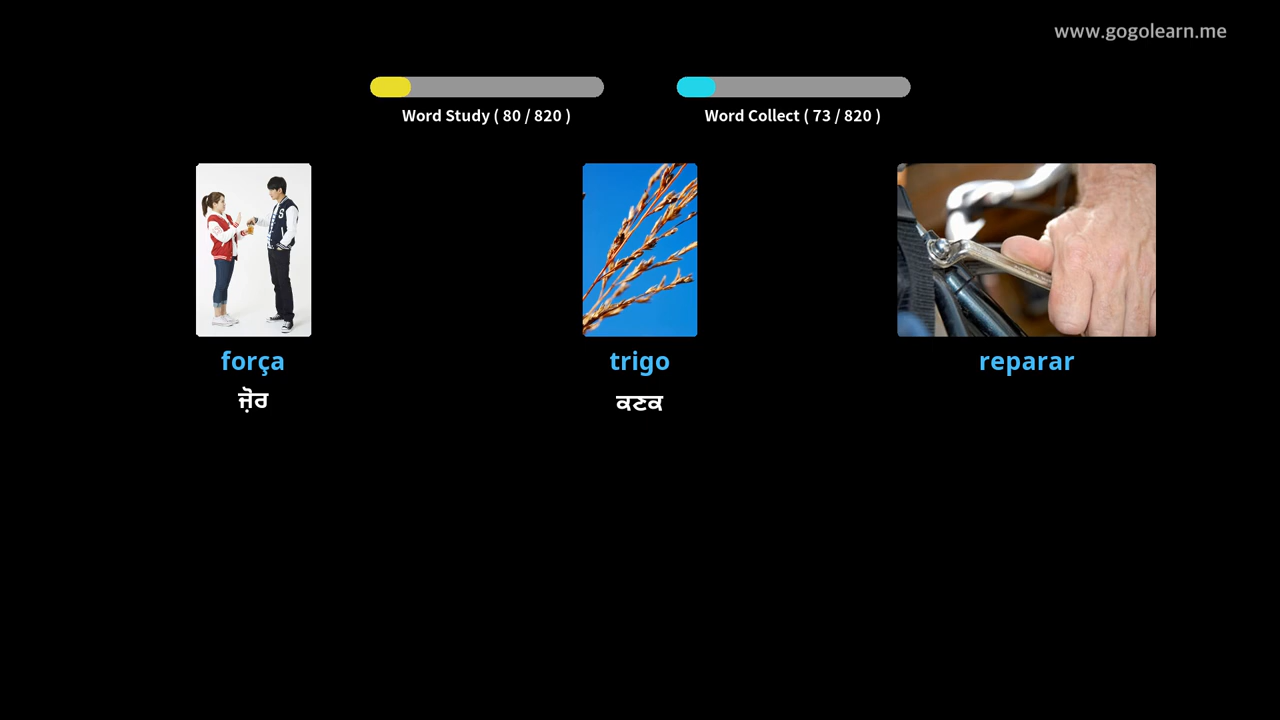 www.gogolearn.me
Word Study ( 80 / 820 )
Word Collect ( 73 / 820 )
força
ਜ਼ੋਰ
trigo
ਕਣਕ
reparar